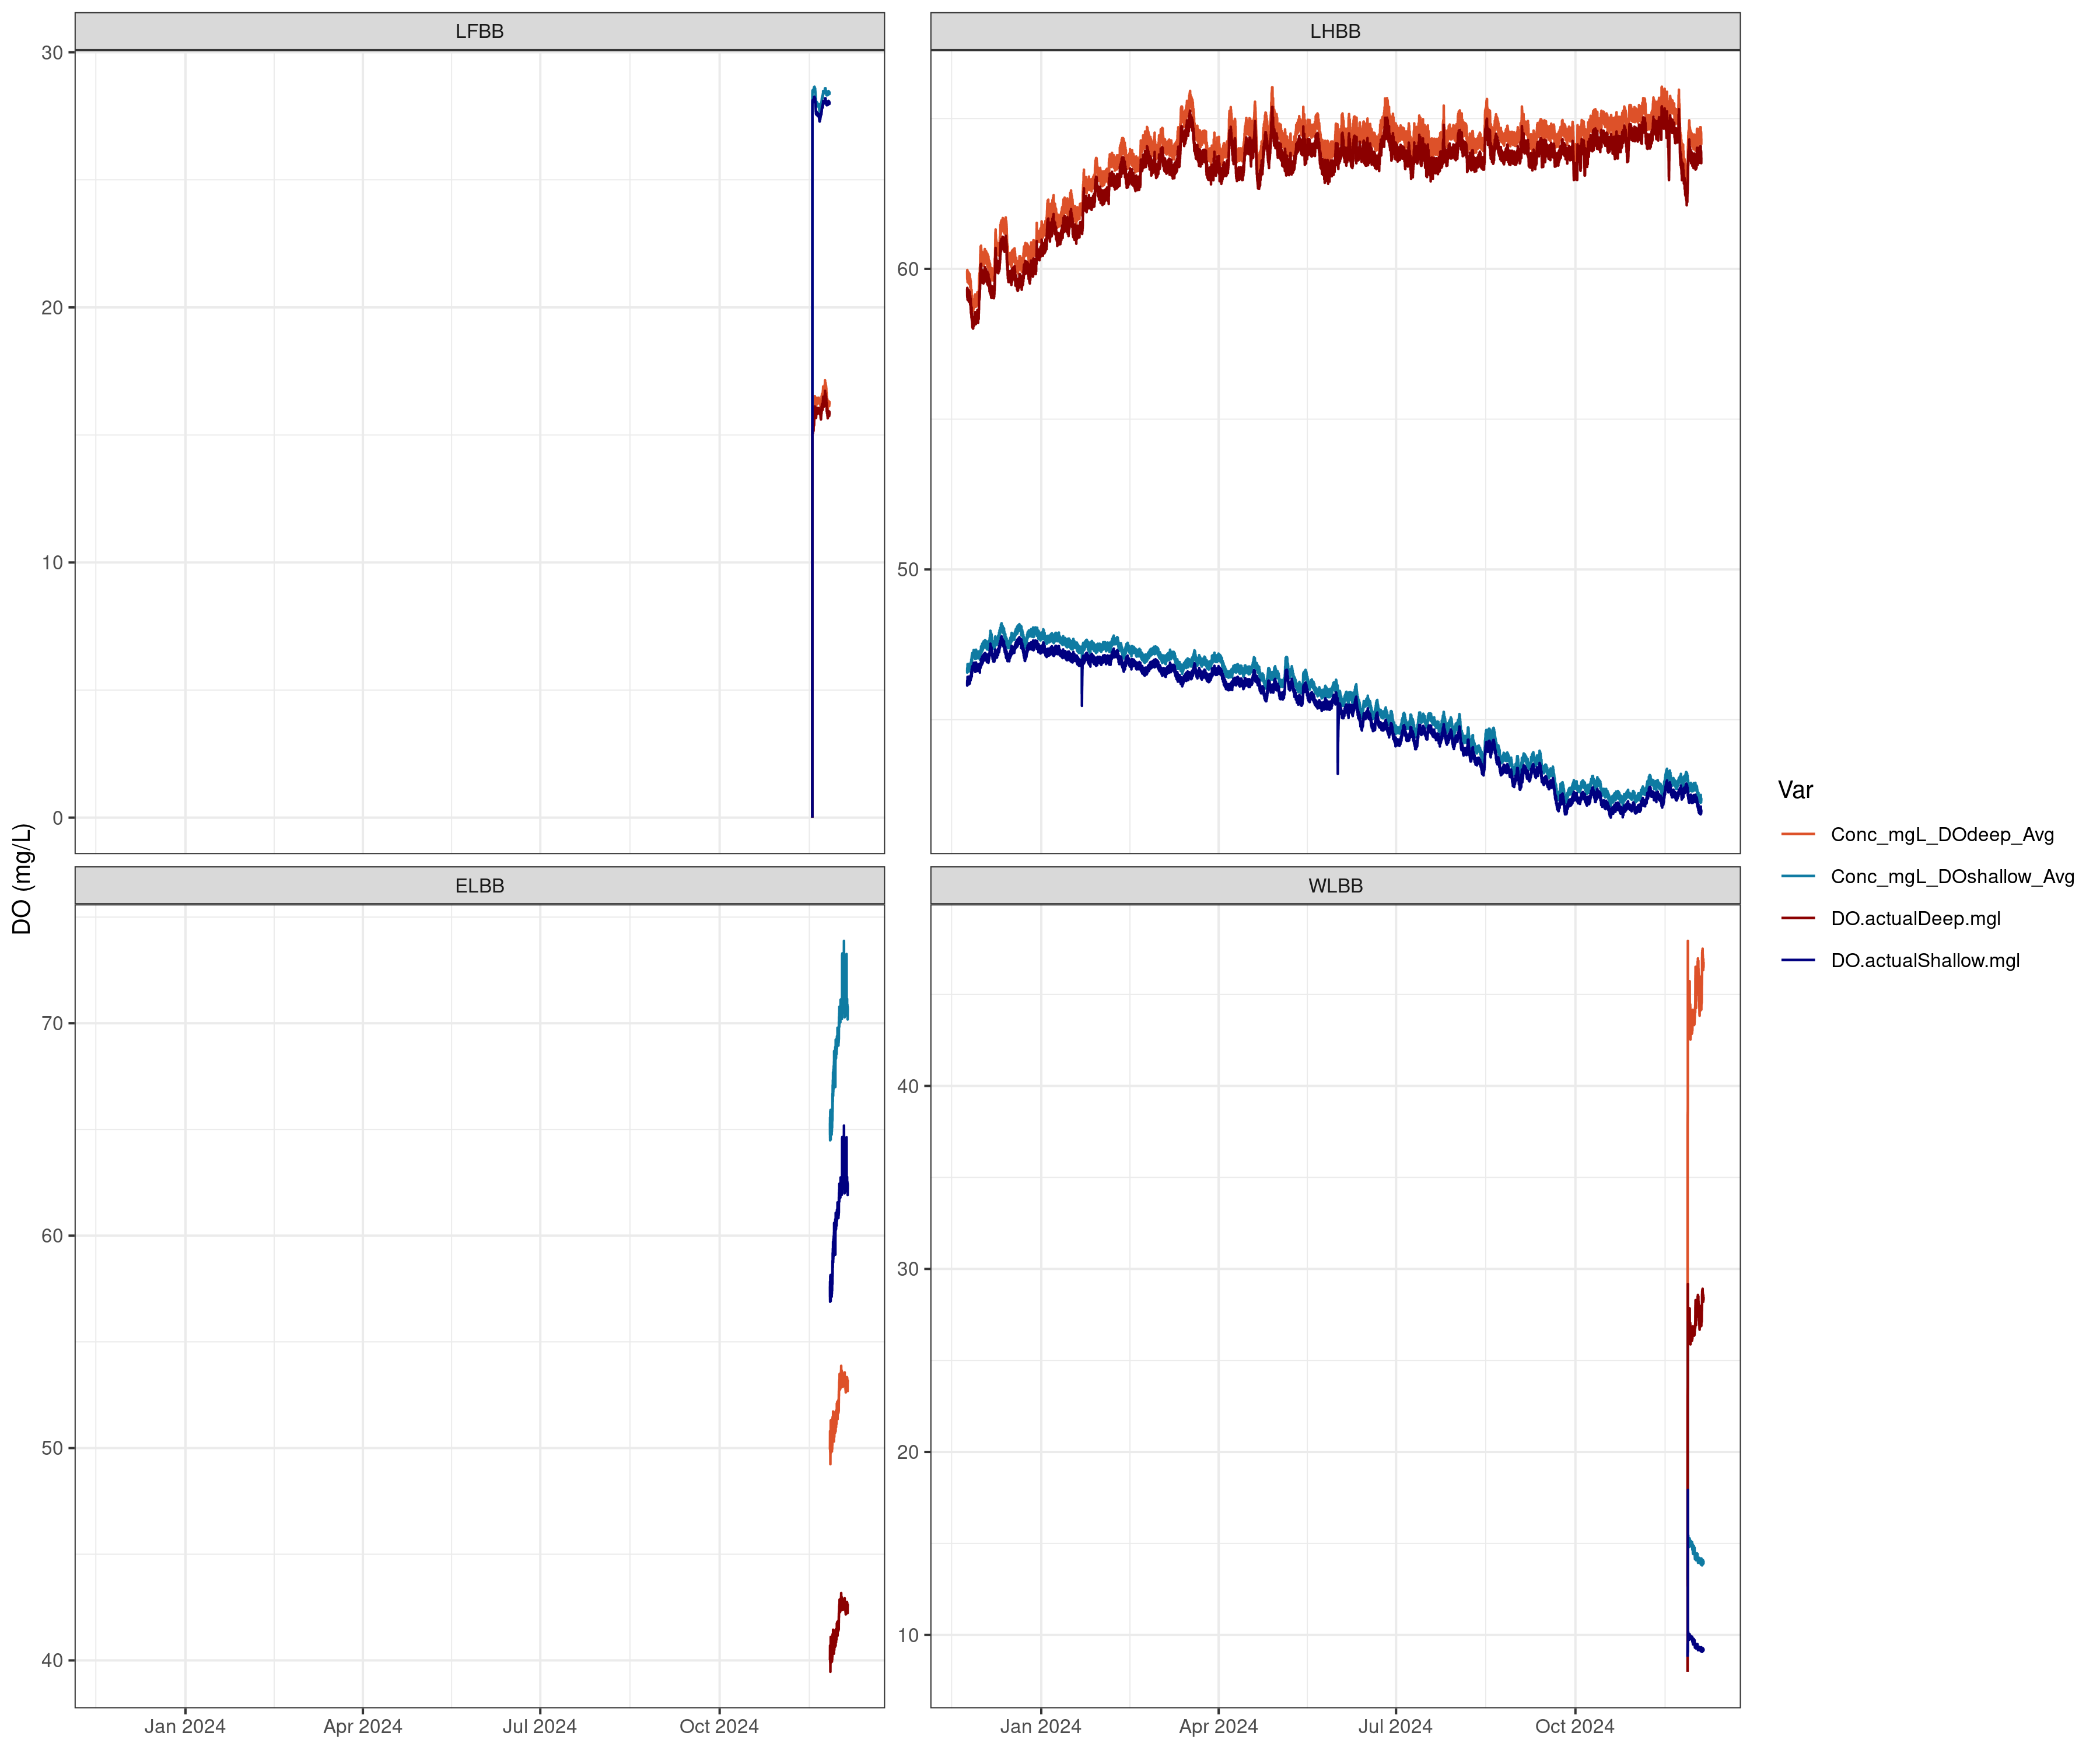 LFBB
LHBB
30
20
10
0
60
50
DO (mg/L)
ELBB
WLBB
70
60
50
40
40
30
20
10
Jan 2024 Apr 2024 Jul 2024 Oct 2024
Jan 2024 Apr 2024 Jul 2024 Oct 2024
Var
Conc_mgL_DOdeep_Avg
Conc_mgL_DOshallow_Avg
DO.actualDeep.mgl
DO.actualShallow.mgl